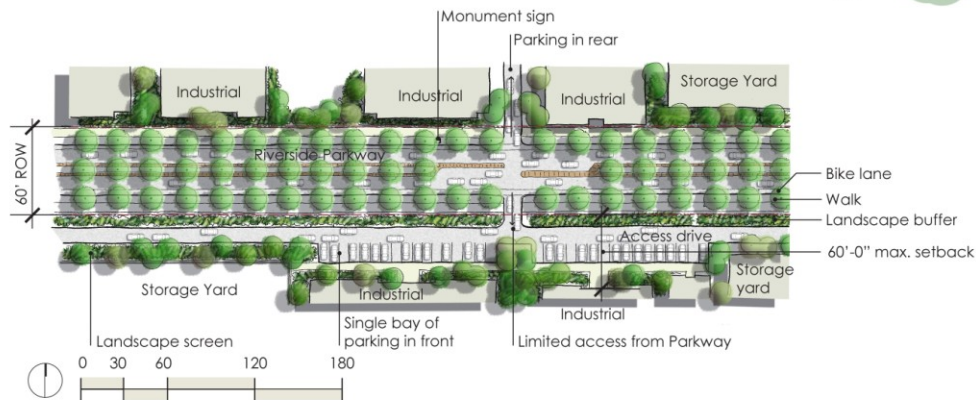 Monument sign
Parking in rear
Industrial
Industrial
Industrial
Storage Yard
60' ROW
Riverside Parkway
Bike lane
Walk
Landscape buffer
Access drive
60'-0" max. setback
Storage Yard
Industrial
Storage
yard
Industrial
Single bay of
parking in front
Landscape screen
Limited access from Parkway
0 30 60 120 180